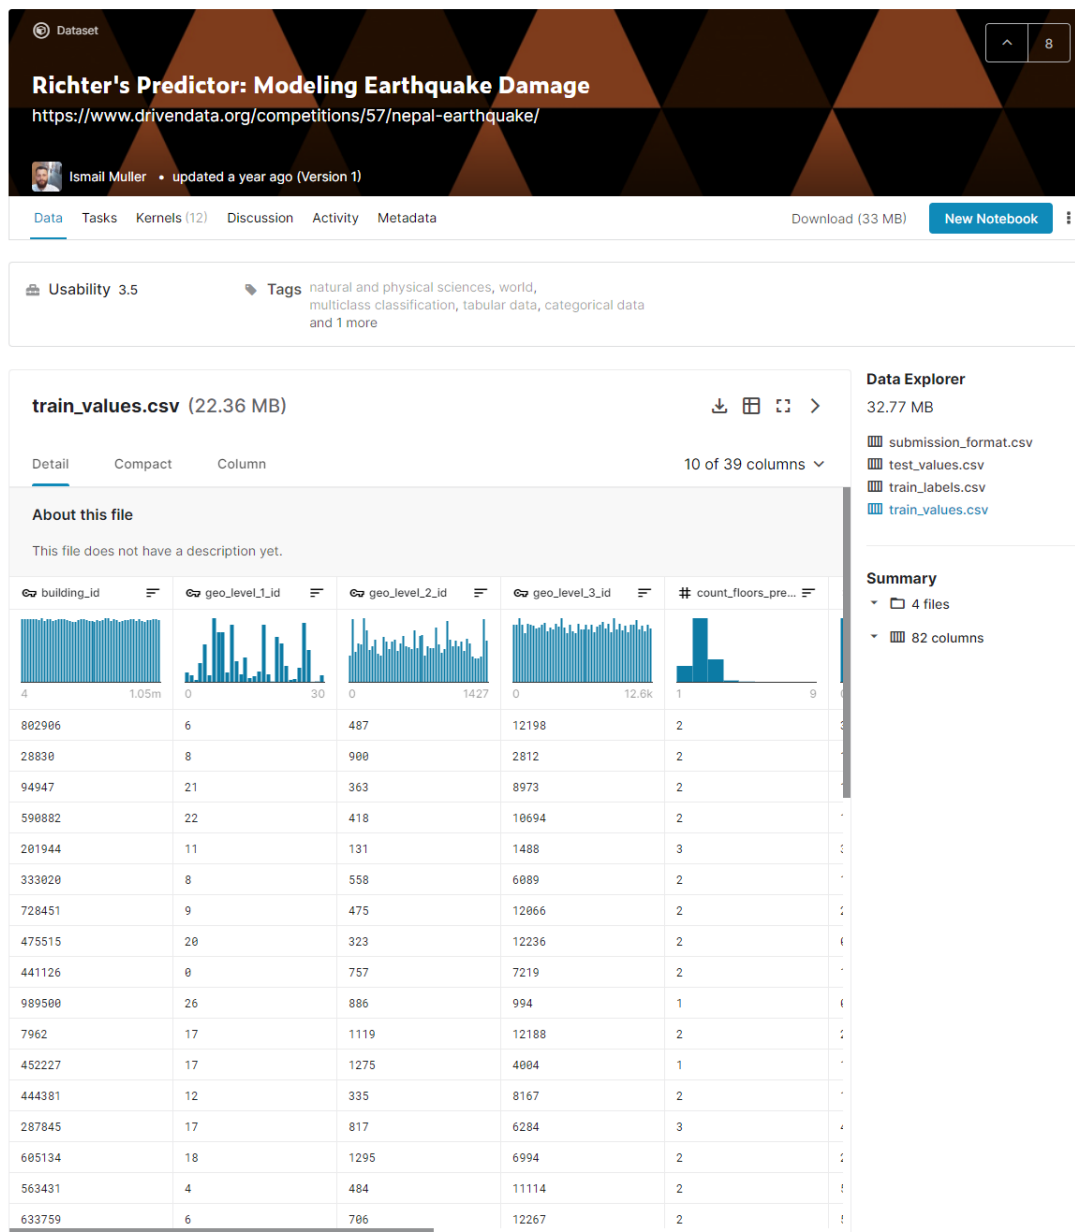 Dataset
8
Richter's Predictor: Modeling Earthquake Damage
https://www.drivendata.org/competitions/57/nepal-earthquake/
Ismail Muller • updated a year ago (Version 1)
Data Tasks Kernels (12) Discussion Activity Metadata Download (33 MB) New Notebook
Usability 3.5 Tags natural and physical sciences, world,
multiclass classification, tabular data, categorical data
and 1 more
train_values.csv (22.36 MB)
Detail Compact Column 10 of 39 columns
About this file
This file does not have a description yet.
building_id geo_level_1_id geo_level_2_id geo_level_3_id # count_floors_pre...
4 1.05m 0 30 0 1427 0 12.6k 1 9
802906 6 487 12198 2
28830 8 900 2812 2
94947 21 363 8973 2
590882 22 418 10694 2
201944 11 131 1488 3
333020 8 558 6089 2
728451 9 475 12066 2
475515 20 323 12236 2
441126 0 757 7219 2
989500 26 886 994 1
7962 17 1119 12188 2
452227 17 1275 4004 1
444381 12 335 8167 2
287845 17 817 6284 3
605134 18 1295 6994 2
563431 4 484 11114 2
633759 6 706 12267 2
Data Explorer
32.77 MB
submission_format.csv
test_values.csv
train_labels.csv
train_values.csv
Summary
4 files
82 columns